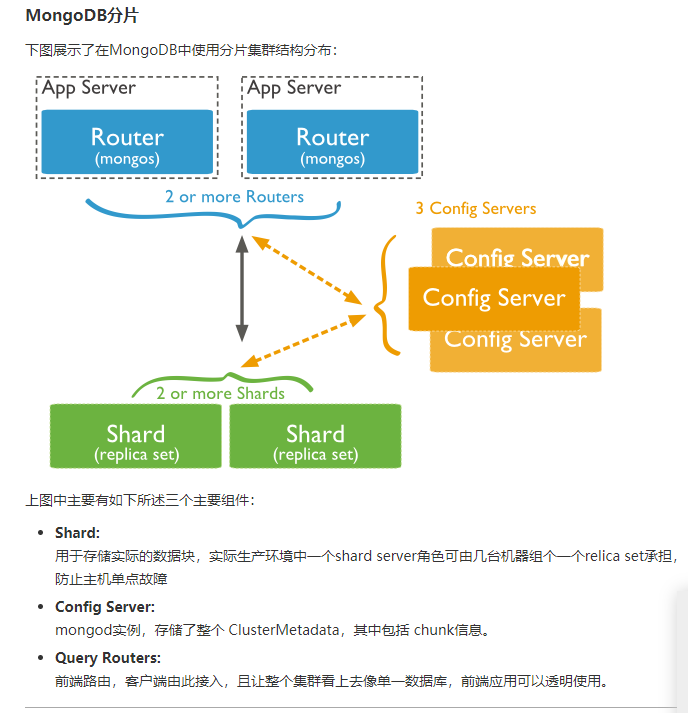 MongoDB分片
下图展示了在MongoDB中使用分片集群结构分布：
App Server
App Server
Router
(mongos)
Router
(mongos)
2 or more Routers
3 Config Servers
Config Server
Config Server
Config Server
2 or more Shards
Shard
(replica set)
Shard
(replica set)
上图中主要有如下所述三个主要组件：
Shard:
用于存储实际的数据块，实际生产环境中一个shard server角色可由几台机器组个一个relica set承担，
防止主机单点故障
Config Server:
mongod实例，存储了整个 ClusterMetadata，其中包括 chunk信息。
Query Routers:
前端路由，客户端由此接入，且让整个集群看上去像单一数据库，前端应用可以透明使用。